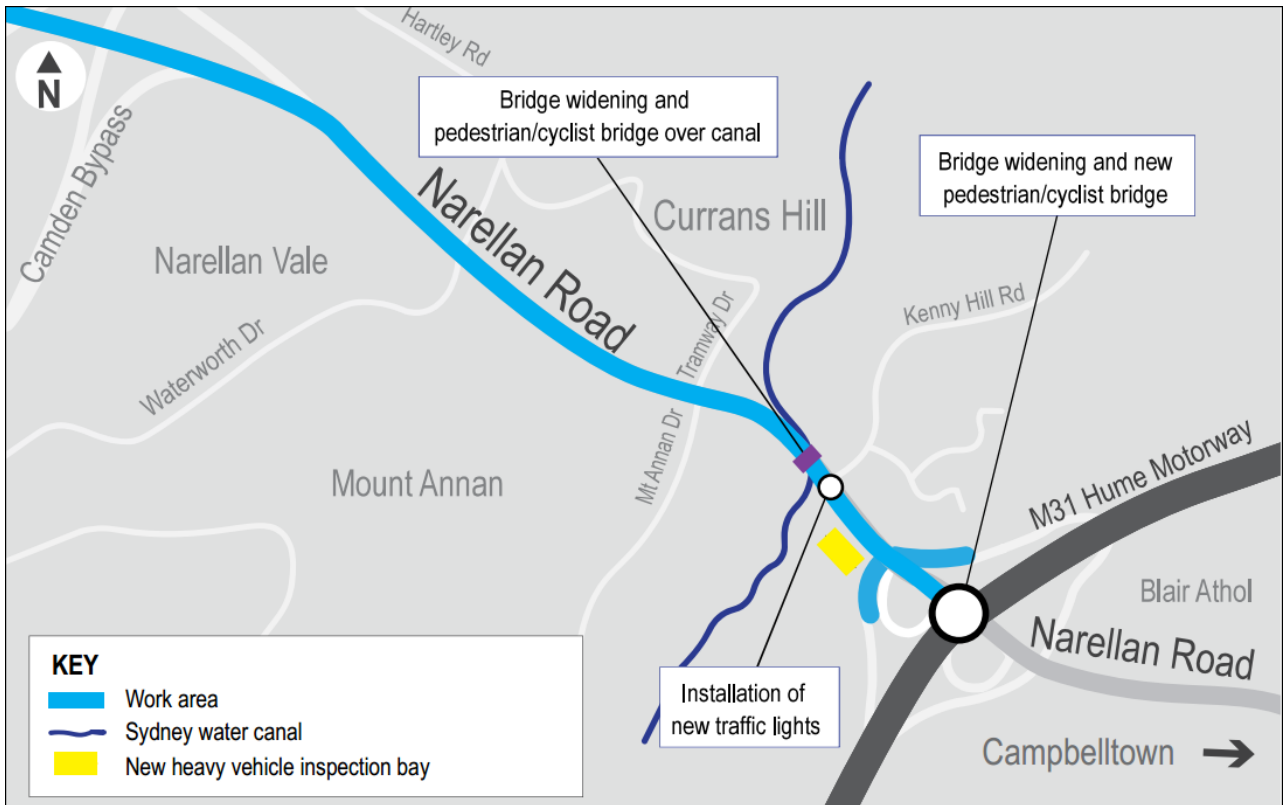 Hartley Rd
N
Bridge widening and
pedestrian/cyclist bridge over canal
Bridge widening and new
pedestrian/cyclist bridge
Camden Bypass
Narellan Vale
Narellan Road
Currans Hill
Kenny Hill Rd
Waterworth Dr
Tramway Dr
Mt Annan Dr
Mount Annan
M31 Hume Motorway
Blair Athol
Narellan Road
Installation of
new traffic lights
Campbelltown
KEY
Work area
Sydney water canal
New heavy vehicle inspection bay